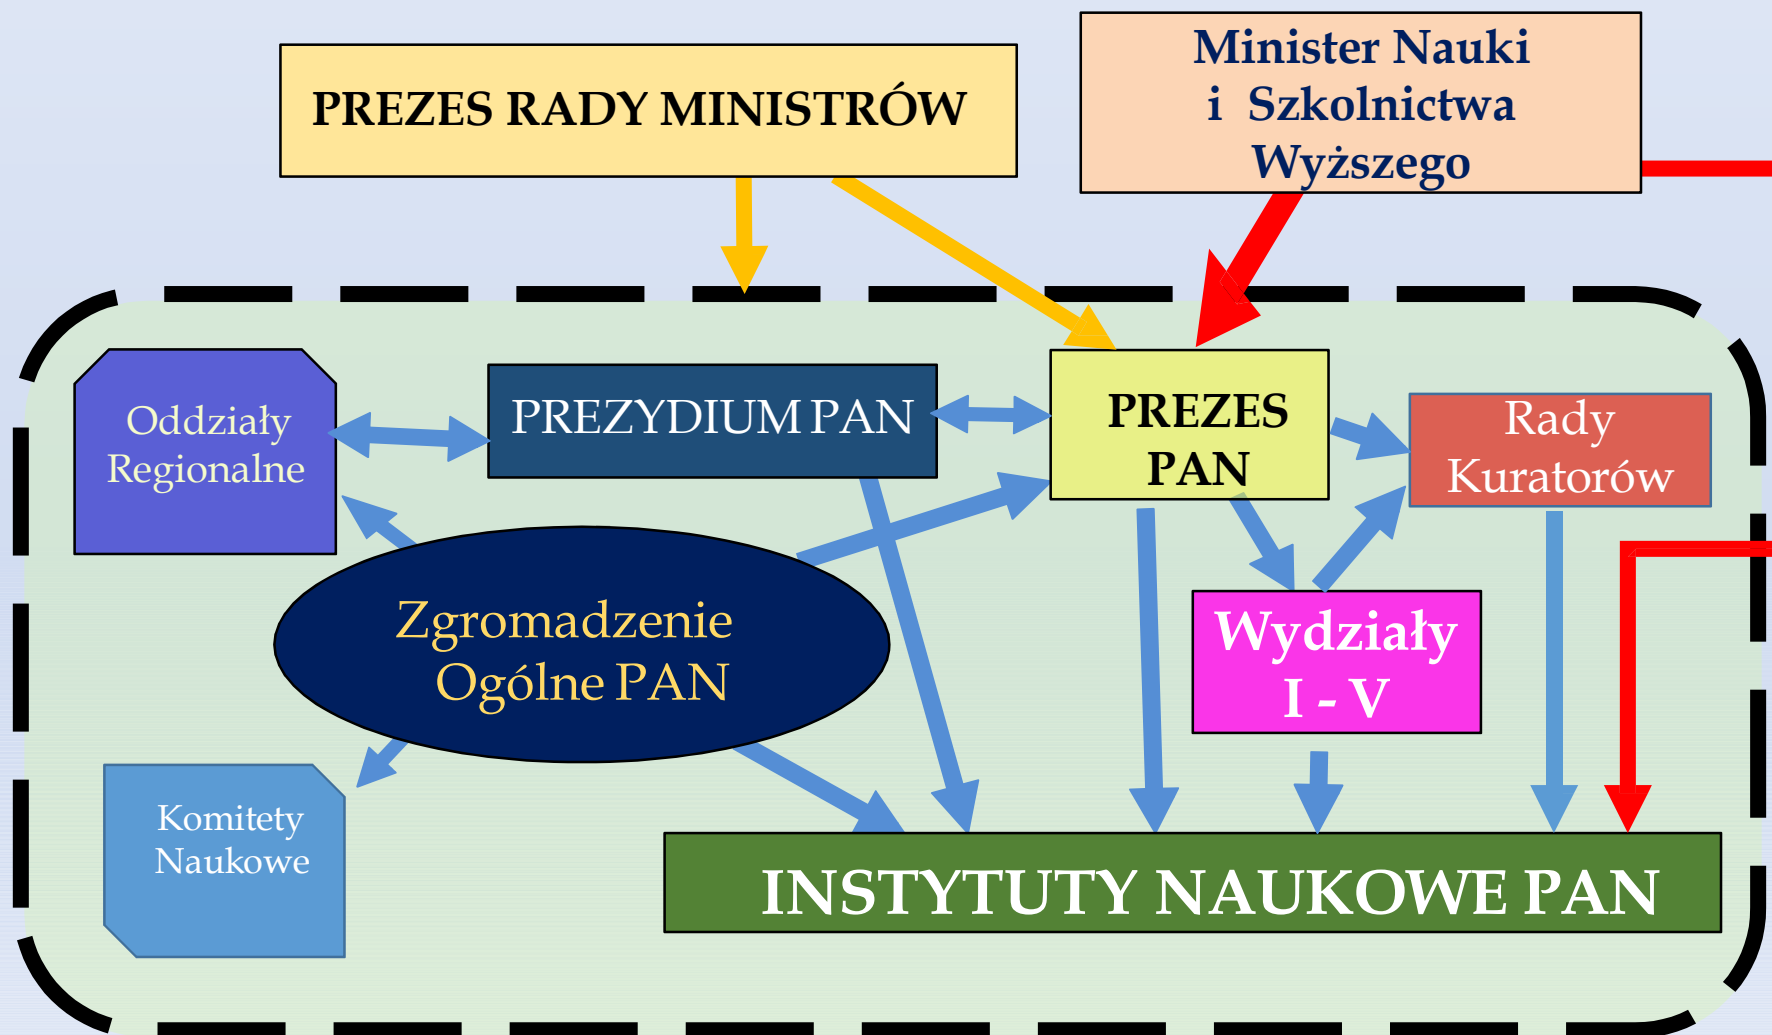 PREZES RADY MINISTRÓW
Minister Nauki
i Szkolnictwa
Wyższego
Oddziały
Regionalne
PREZYDIUM PAN
PREZES
PAN
Rady
Kuratorów
Zgromadzenie
Ogólne PAN
Wydziały
I - V
Komitety
Naukowe
INSTYTUTY NAUKOWE PAN